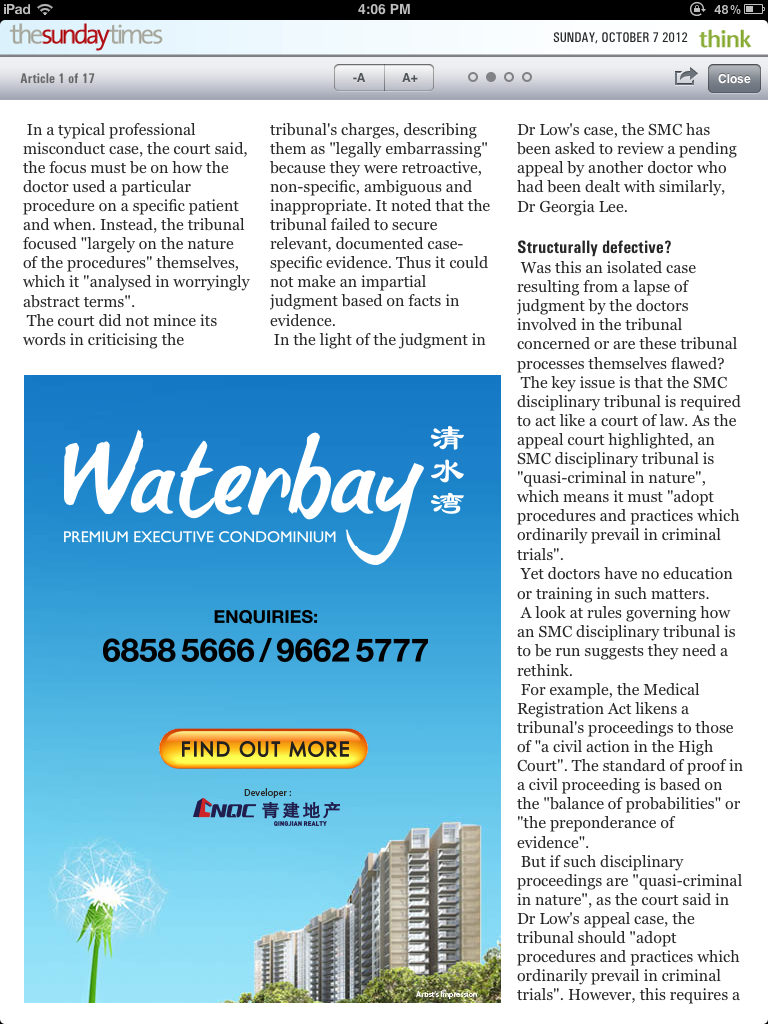 iPad
4:06 PM
48%
thesundaytimes
SUNDAY, OCTOBER 7 2012 think
Article 1 of 17
-A A+
Close
In a typical professional
misconduct case, the court said,
the focus must be on how the
doctor used a particular
procedure on a specific patient
and when. Instead, the tribunal
focused "largely on the nature
of the procedures" themselves,
which it "analysed in worryingly
abstract terms".
The court did not mince its
words in criticising the
tribunal's charges, describing
them as "legally embarrassing"
because they were retroactive,
non-specific, ambiguous and
inappropriate. It noted that the
tribunal failed to secure
relevant, documented case-
specific evidence. Thus it could
not make an impartial
judgment based on facts in
evidence.
In the light of the judgment in
Dr Low's case, the SMC has
been asked to review a pending
appeal by another doctor who
had been dealt with similarly,
Dr Georgia Lee.
Structurally defective?
Was this an isolated case
resulting from a lapse of
judgment by the doctors
involved in the tribunal
concerned or are these tribunal
processes themselves flawed?
The key issue is that the SMC
disciplinary tribunal is required
to act like a court of law. As the
appeal court highlighted, an
SMC disciplinary tribunal is
"quasi-criminal in nature",
which means it must "adopt
procedures and practices which
ordinarily prevail in criminal
trials".
Yet doctors have no education
or training in such matters.
A look at rules governing how
an SMC disciplinary tribunal is
to be run suggests they need a
rethink.
For example, the Medical
Registration Act likens a
tribunal's proceedings to those
of "a civil action in the High
Court". The standard of proof in
a civil proceeding is based on
the "balance of probabilities" or
"the preponderance of
evidence".
But if such disciplinary
proceedings are "quasi-criminal
in nature", as the court said in
Dr Low's appeal case, the
tribunal should "adopt
procedures and practices which
ordinarily prevail in criminal
trials". However, this requires a
Waterbay
清水湾
PREMIUM EXECUTIVE CONDOMINIUM
ENQUIRIES:
6858 5666 / 9662 5777
FIND OUT MORE
Developer :
CNQC 青建地产
QINGJIAN REALTY
Artist's Impression